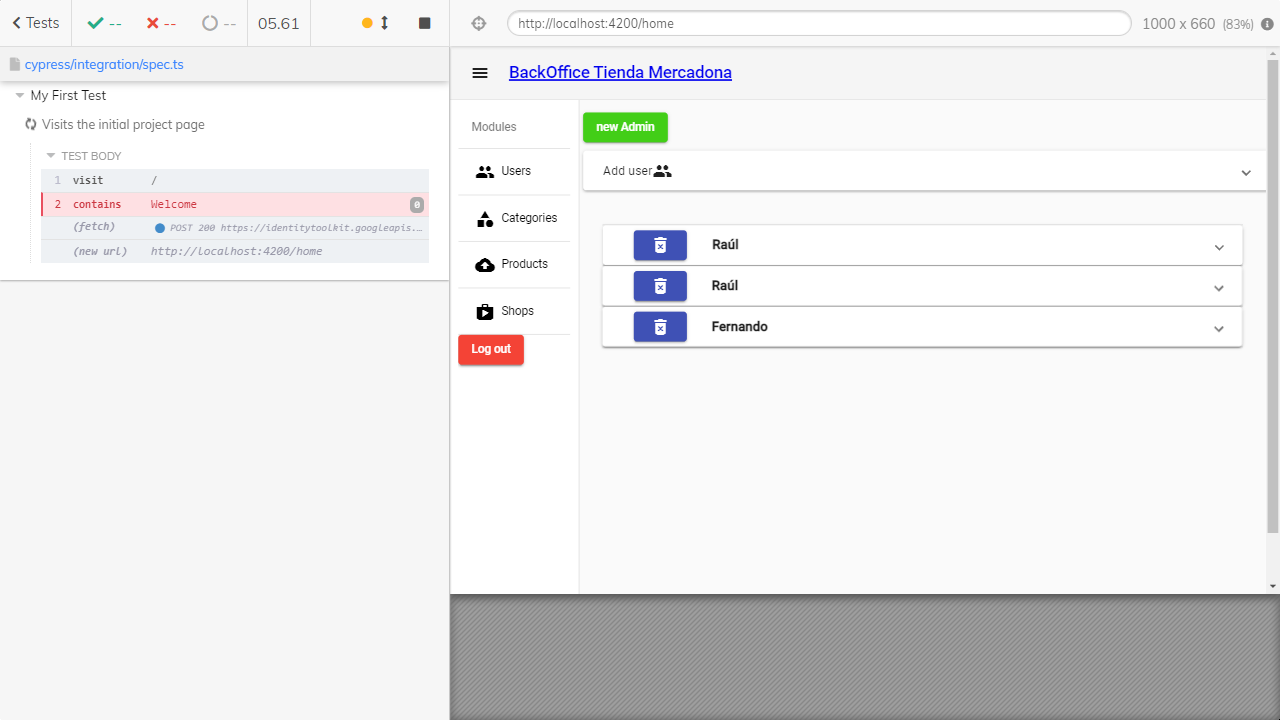 Tests -- -- -- 05.61
http://localhost:4200/home 1000 x 660 (83%)
cypress/integration/spec.ts
My First Test
Visits the initial project page
TEST BODY
1 visit /
2 contains Welcome 0
(fetch) POST 200 https://identitytoolkit.googleapis.…
(new url) http://localhost:4200/home
BackOffice Tienda Mercadona
Modules
Users
Categories
Products
Shops
Log out
new Admin
Add user
Raúl
Raúl
Fernando